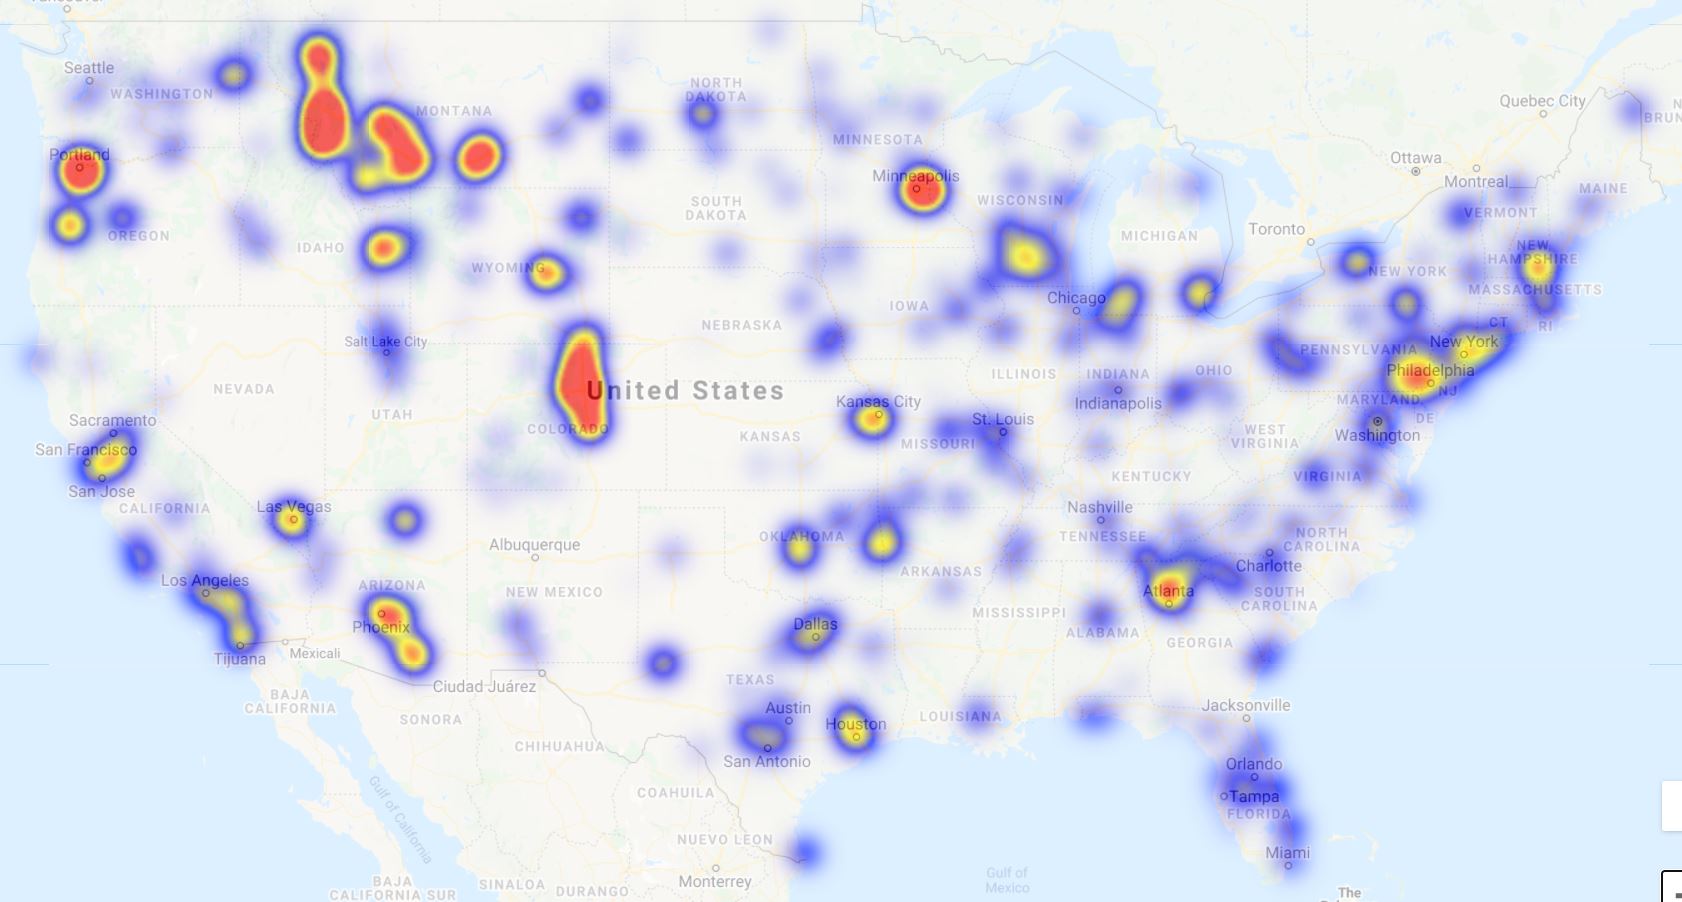 Vancouver
Seattle
WASHINGTON
MONTANA
NORTH
DAKOTA
MINNESOTA
Quebec City
Ottawa
Montreal
MAINE
Portland
OREGON
IDAHO
WYOMING
SOUTH
DAKOTA
Minneapolis
WISCONSIN
MICHIGAN
Toronto
VERMONT
NEW
HAMPSHIRE
NEW YORK
MASSACHUSETTS
CT
RI
Chicago
IOWA
NEBRASKA
Salt Lake City
NEVADA
UTAH
United States
COLORADO
KANSAS
Kansas City
MISSOURI
St. Louis
ILLINOIS
INDIANA
Indianapolis
OHIO
PENNSYLVANIA
New York
Philadelphia
NJ
MARYLAND
DE
Washington
WEST
VIRGINIA
VIRGINIA
KENTUCKY
Sacramento
San Francisco
San Jose
CALIFORNIA
Las Vegas
Los Angeles
Tijuana
Mexicali
ARIZONA
Phoenix
Albuquerque
NEW MEXICO
OKLAHOMA
ARKANSAS
Nashville
TENNESSEE
NORTH
CAROLINA
Charlotte
SOUTH
CAROLINA
Atlanta
MISSISSIPPI
ALABAMA
GEORGIA
Dallas
TEXAS
Ciudad Juárez
BAJA
CALIFORNIA
SONORA
CHIHUAHUA
Austin
San Antonio
Houston
LOUISIANA
Jacksonville
Orlando
Tampa
FLORIDA
Miami
COAHUILA
NUEVO LEON
Monterrey
Gulf of California
BAJA
CALIFORNIA SUR
SINALOA
DURANGO
Gulf of
Mexico
The